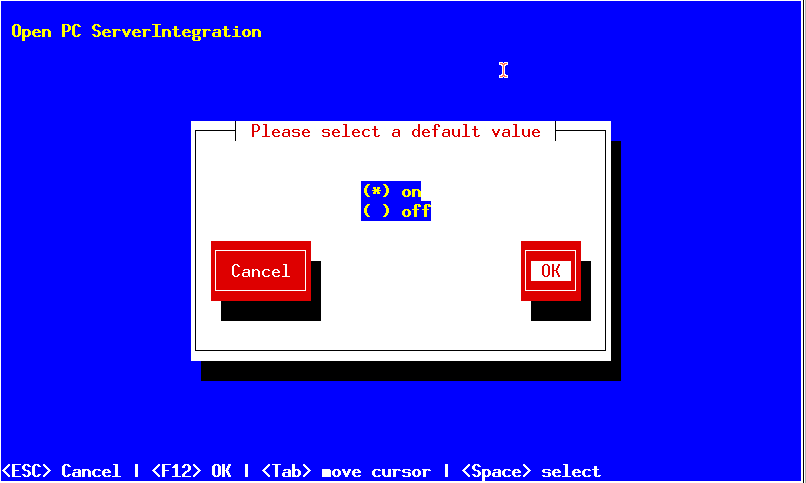 Open PC ServerIntegration
Please select a default value
(*) on
( ) off
Cancel
OK
<ESC> Cancel | <F12> OK | <Tab> move cursor | <Space> select